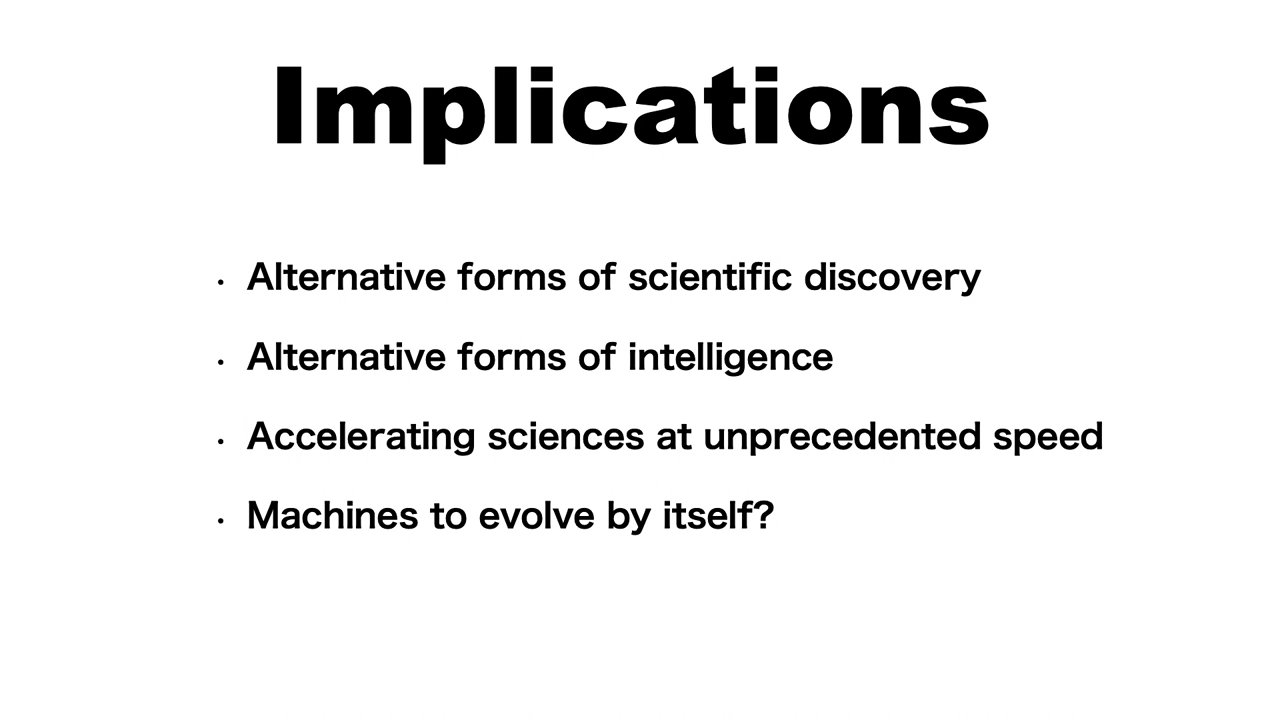 Implications
· Alternative forms of scientific discovery
· Alternative forms of intelligence
· Accelerating sciences at unprecedented speed
· Machines to evolve by itself?